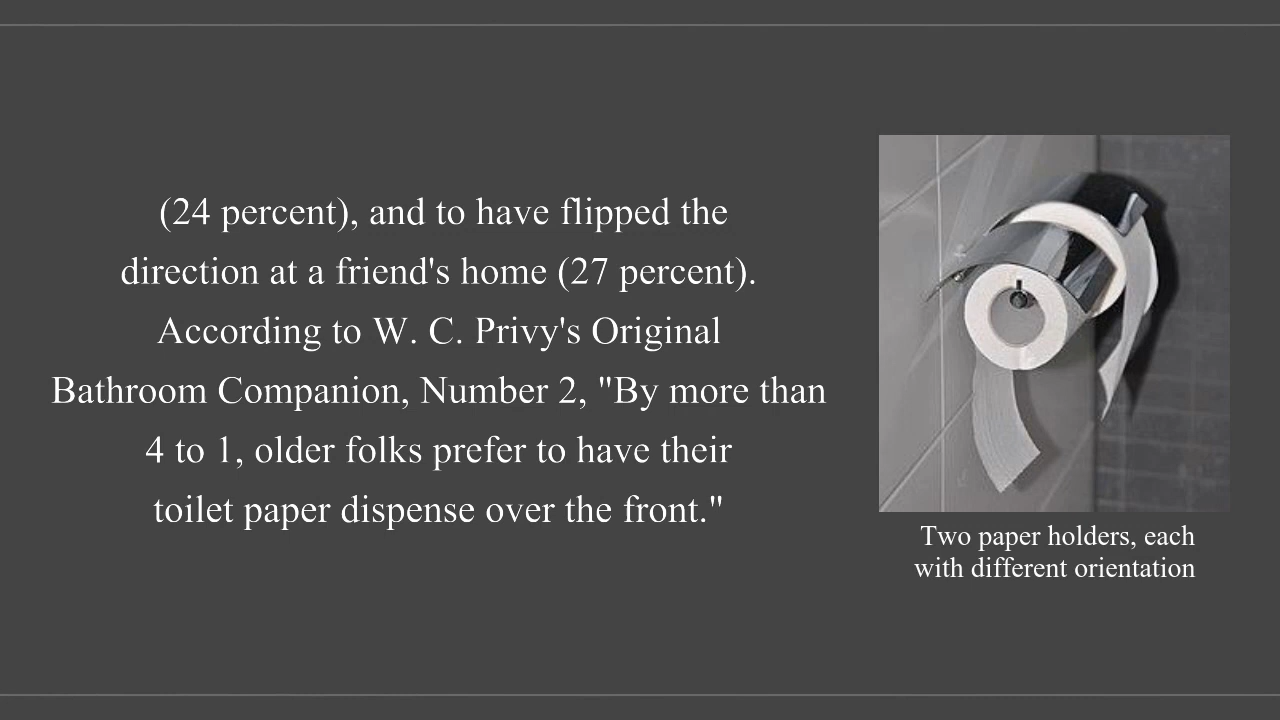 (24 percent), and to have flipped the
direction at a friend's home (27 percent).
According to W. C. Privy's Original
Bathroom Companion, Number 2, "By more than
4 to 1, older folks prefer to have their
toilet paper dispense over the front."
Two paper holders, each
with different orientation